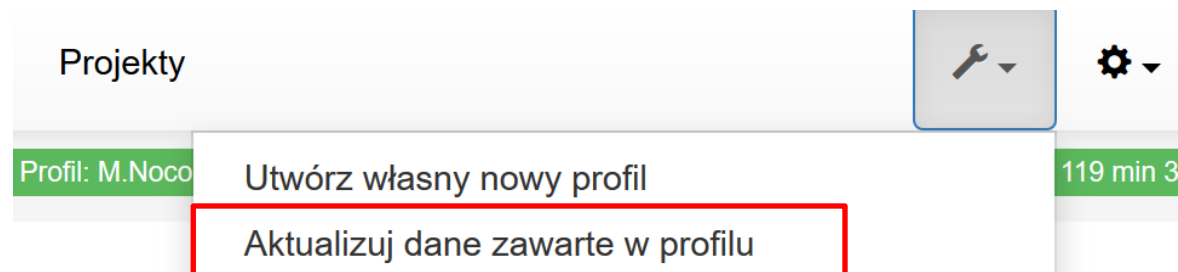 Projekty
Profil: M.Noco
119 min 3
Utwórz własny nowy profil
Aktualizuj dane zawarte w profilu